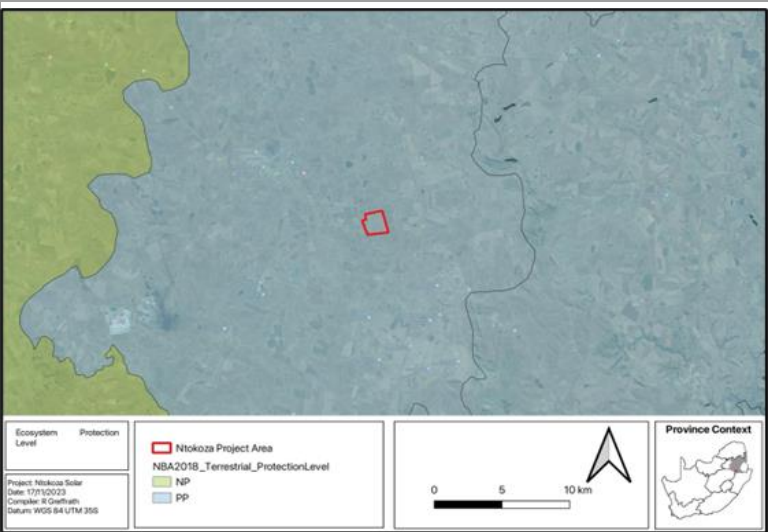 Ecosystem Protection
Level
Project: Ntokoza Solar
Date: 17/11/2023
Compiler: R Greffrath
Datum: WGS 84 UTM 35S
Ntokoza Project Area
NBA2018_Terrestrial_ProtectionLevel
NP
PP
0 5 10 km
Province Context